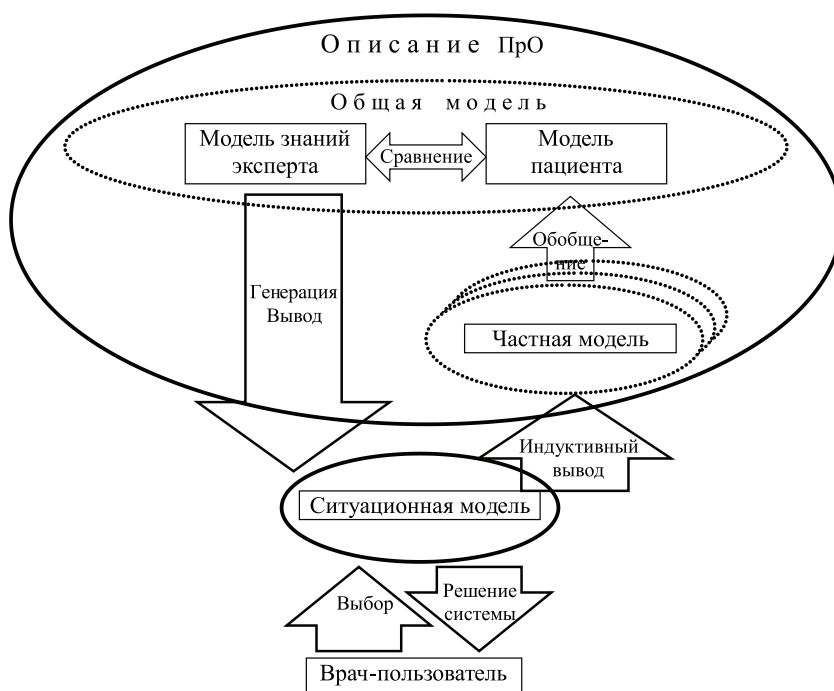 Описание ПрО
Общая модель
Модель знаний
эксперта
Сравнение
Модель
пациента
Обобще-
ние
Генерация
Вывод
Частная модель
Индуктивный
вывод
Ситуационная модель
Выбор
Решение
системы
Врач-пользователь